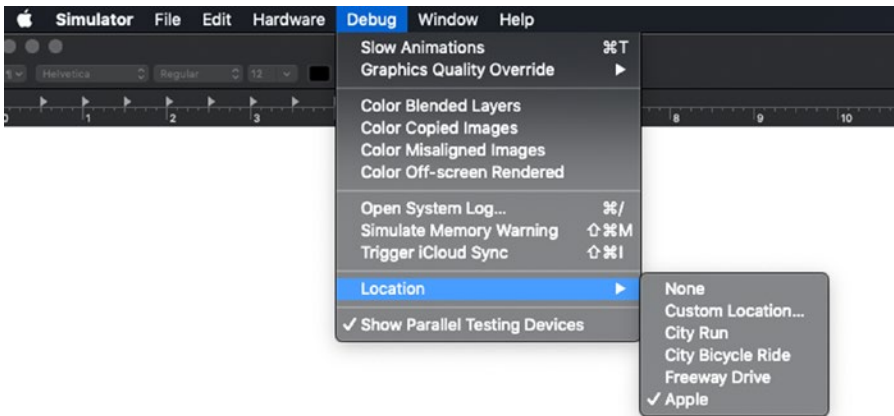 Simulator File Edit Hardware Debug Window Help
Helvetica Regular 12
1 2 3 8 9 10
Slow Animations ⌘T
Graphics Quality Override ▶
Color Blended Layers
Color Copied Images
Color Misaligned Images
Color Off-screen Rendered
Open System Log... ⌘/
Simulate Memory Warning ⇧⌘M
Trigger iCloud Sync ⇧⌘I
Location ▶
✓ Show Parallel Testing Devices
None
Custom Location...
City Run
City Bicycle Ride
Freeway Drive
✓ Apple